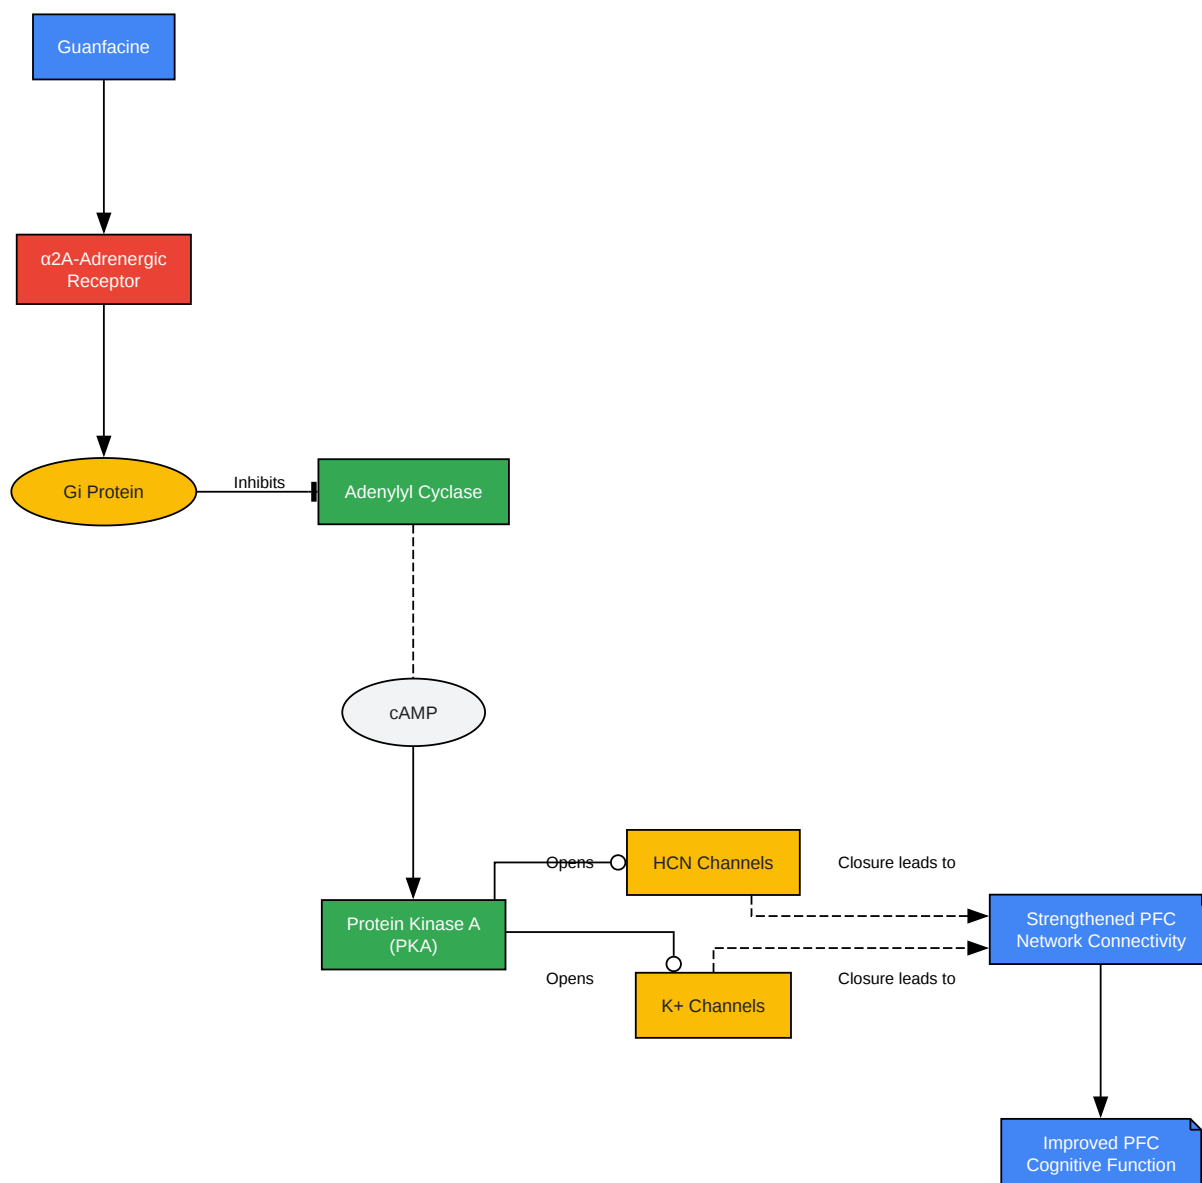 Guanfacine
α2A-Adrenergic
Receptor
Gi Protein
Inhibits
Adenylyl Cyclase
cAMP
Opens
HCN Channels
Closure leads to
Protein Kinase A
(PKA)
Strengthened PFC
Network Connectivity
Opens
Closure leads to
K+ Channels
Improved PFC
Cognitive Function